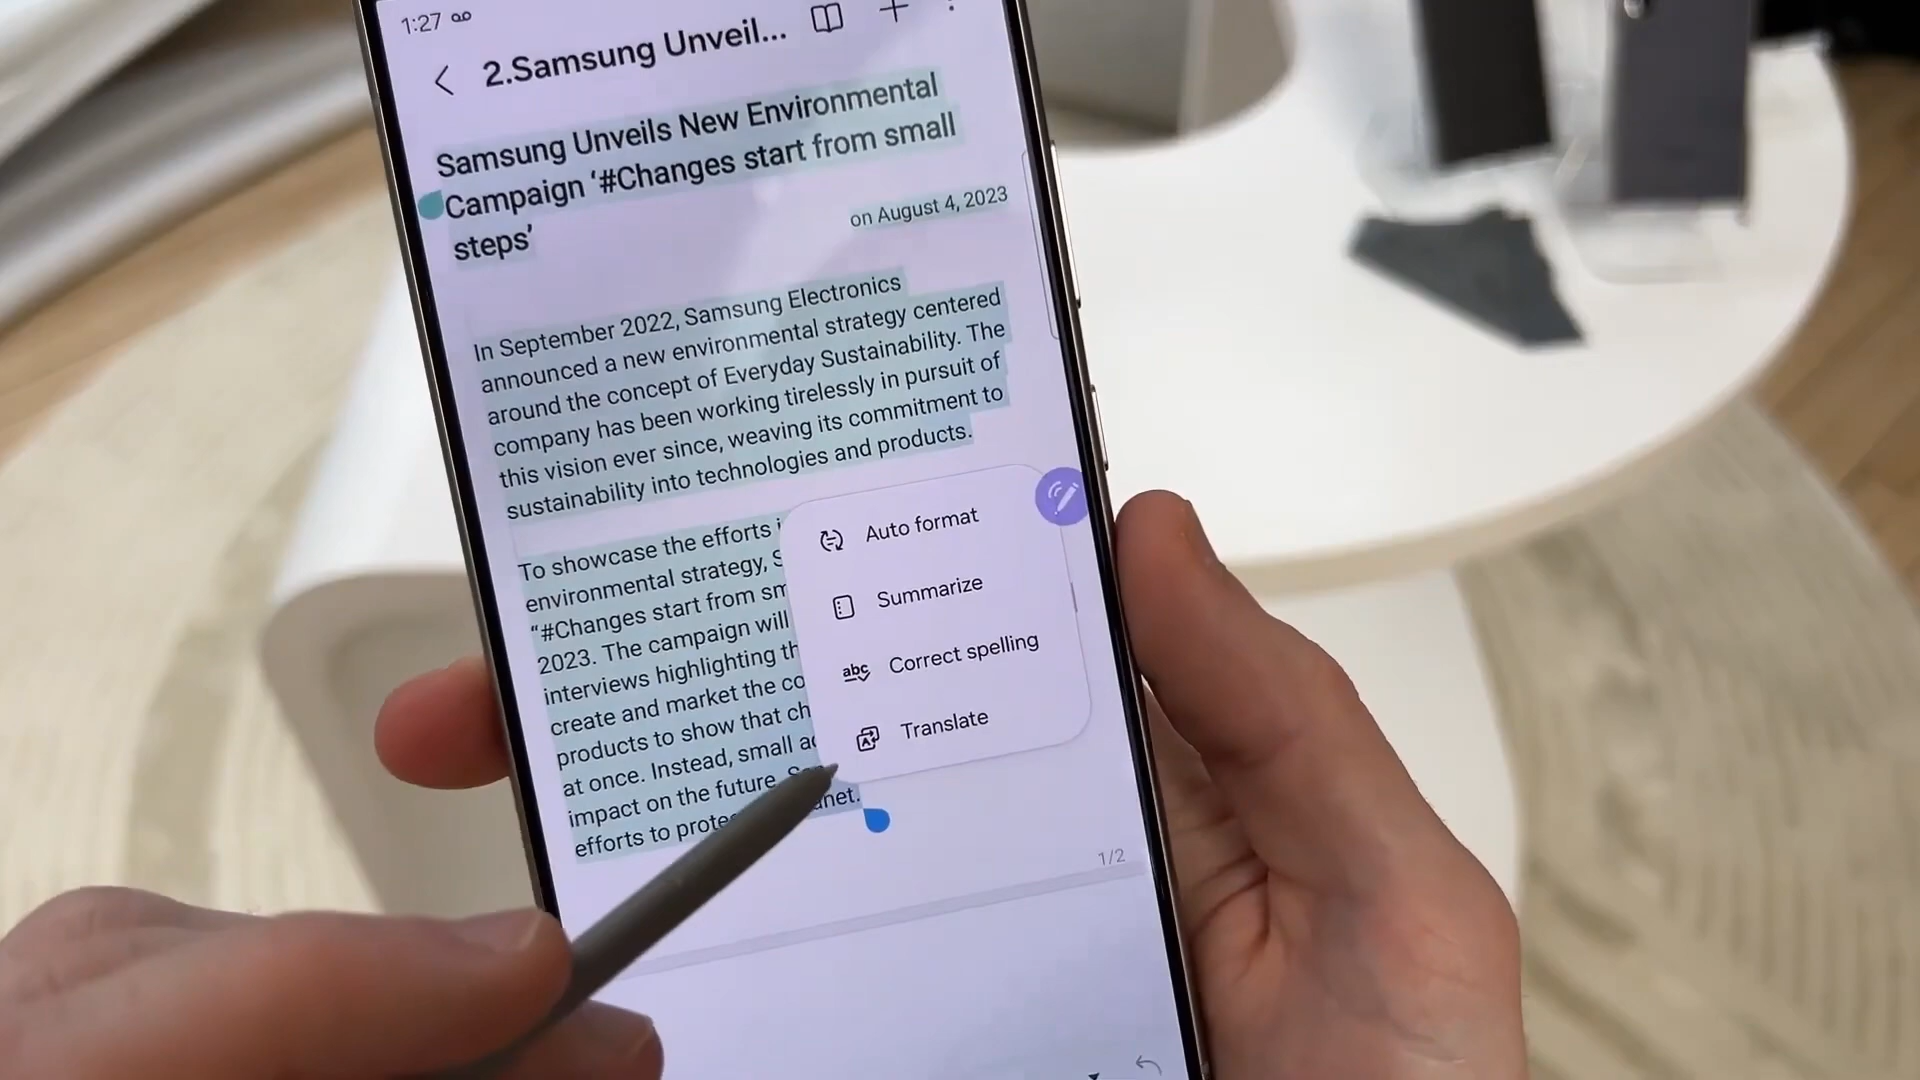 1:27
2.Samsung Unveil...
Samsung Unveils New Environmental
Campaign ‘#Changes start from small
steps’
on August 4, 2023
In September 2022, Samsung Electronics
announced a new environmental strategy centered
around the concept of Everyday Sustainability. The
company has been working tirelessly in pursuit of
this vision ever since, weaving its commitment to
sustainability into technologies and products.
To showcase the efforts
environmental strategy,
“#Changes start from
2023. The campaign will
interviews highlighting
create and market the
products to show that
at once. Instead, small
impact on the future.
efforts to
Auto format
Summarize
abc Correct spelling
A Translate
1/2